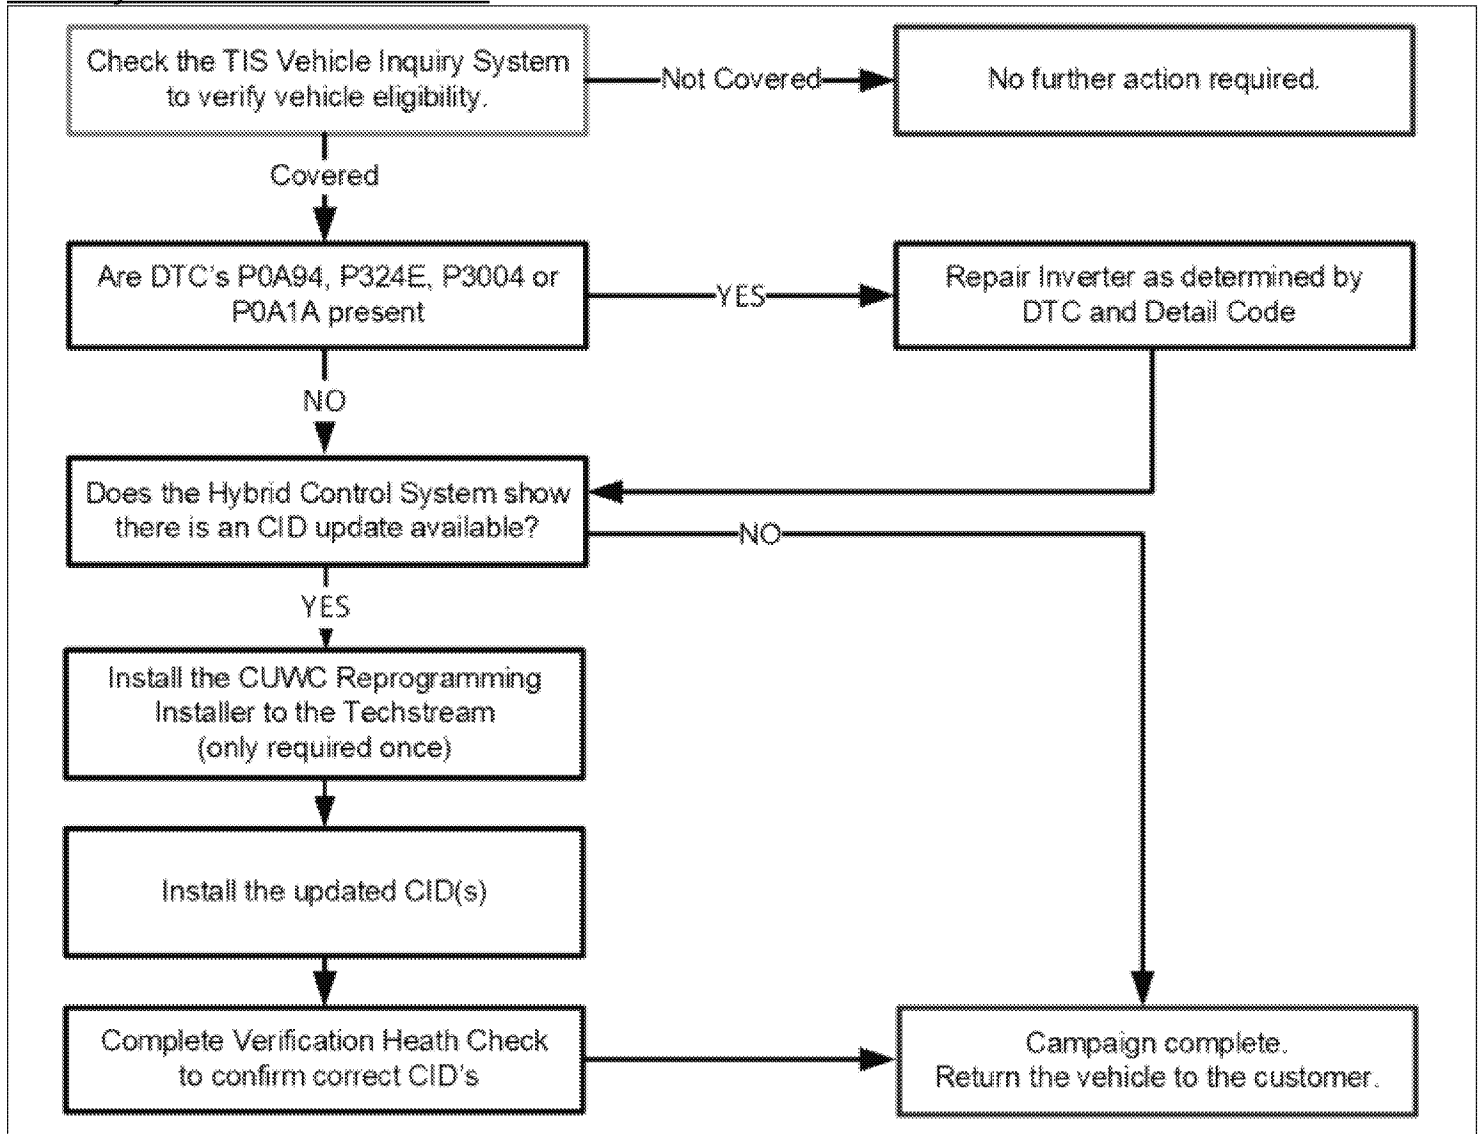 Check the TIS Vehicle Inquiry System
to verify vehicle eligibility.
Not Covered
No further action required.
Covered
Are DTC's P0A94, P324E, P3004 or
P0A1A present
YES
Repair Inverter as determined by
DTC and Detail Code
NO
Does the Hybrid Control System show
there is an CID update available?
NO
YES
Install the CUWC Reprogramming
Installer to the Techstream
(only required once)
Install the updated CID(s)
Complete Verification Heath Check
to confirm correct CID's
Campaign complete.
Return the vehicle to the customer.